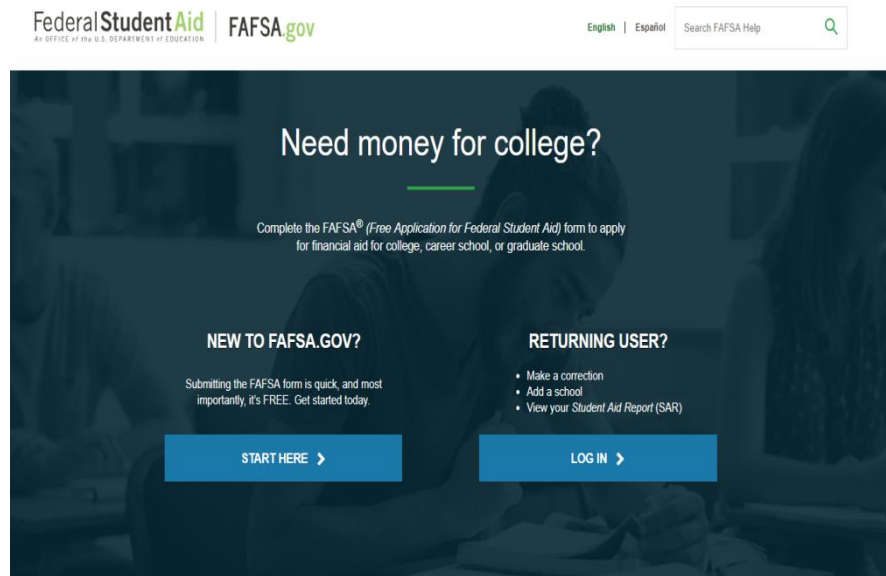 Federal Student Aid
An OFFICE of the U.S. DEPARTMENT of EDUCATION
FAFSA.gov
English | Español
Search FAFSA Help
Need money for college?
Complete the FAFSA® (Free Application for Federal Student Aid) form to apply
for financial aid for college, career school, or graduate school.
NEW TO FAFSA.GOV?
Submitting the FAFSA form is quick, and most
importantly, it's FREE. Get started today.
START HERE
RETURNING USER?
• Make a correction
• Add a school
• View your Student Aid Report (SAR)
LOG IN